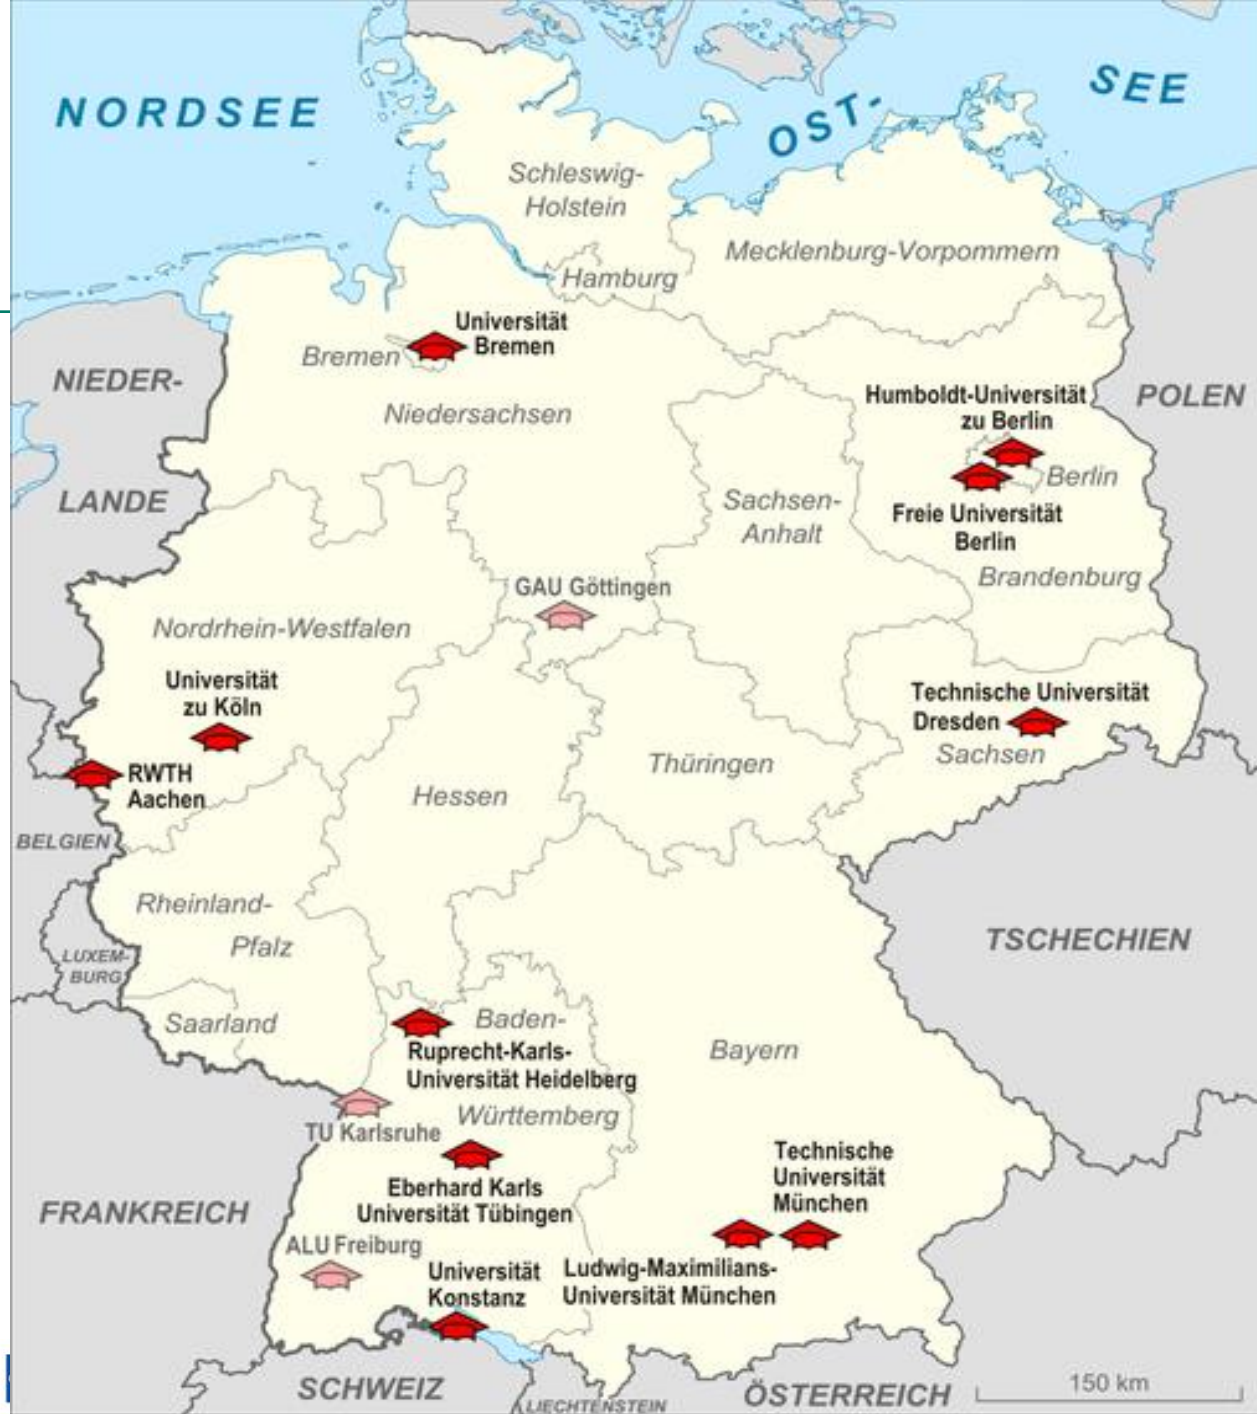 NORDSEE
OST-
SEE
Schleswig-
Holstein
Mecklenburg-Vorpommern
Hamburg
Universität
Bremen
Bremen
Niedersachsen
NIEDER-
LANDE
POLEN
Humboldt-Universität
zu Berlin
Berlin
Freie Universität
Berlin
Sachsen-
Anhalt
Brandenburg
GAU Göttingen
Nordrhein-Westfalen
Universität
zu Köln
RWTH
Aachen
Technische Universität
Dresden
Sachsen
Thüringen
Hessen
BELGIEN
Rheinland-
Pfalz
LUXEM-
BURG
TSCHECHIEN
Saarland
Baden-
Ruprecht-Karls-
Universität Heidelberg
Württemberg
Bayern
TU Karlsruhe
Eberhard Karls
Universität Tübingen
Technische
Universität
München
FRANKREICH
ALU Freiburg
Universität
Konstanz
Ludwig-Maximilians-
Universität München
SCHWEIZ
LIECHTENSTEIN
ÖSTERREICH
150 km